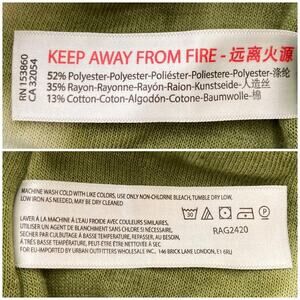 RN 153860
CA 32054
KEEP AWAY FROM FIRE - 远离火源
52% Polyester-Polyester-Poliéster-Poliestere-Polyester-涤纶
35% Rayon-Rayonne-Rayón-Raion-Kunstseide-人造丝
13% Cotton-Coton-Algodón-Cotone-Baumwolle-棉
MACHINE WASH COLD WITH LIKE COLORS, USE ONLY NON-CHLORINE BLEACH, TUMBLE DRY LOW,
LOW IRON AS NEEDED, MAY BE DRY CLEANED.
30
P
RAG2420
LAVER À LA MACHINE À L'EAU FROIDE AVEC COULEURS SIMILAIRES,
UTILISER UN AGENT DE BLANCHIMENT SANS CHLORE SI NÉCESSAIRE,
SECHER PAR CULBUTAGE À BASSE TEMPERATURE, REPASSER, AU BESOIN,
À BASSE TEMPÉRATURE, PEUT ÊTRE NETTOYÉ À SEC
FOR EU-IMPORTED BY URBAN OUTFITTERS WHOLESALE INC. 146 BRICK LANE LONDON, E1 6RU